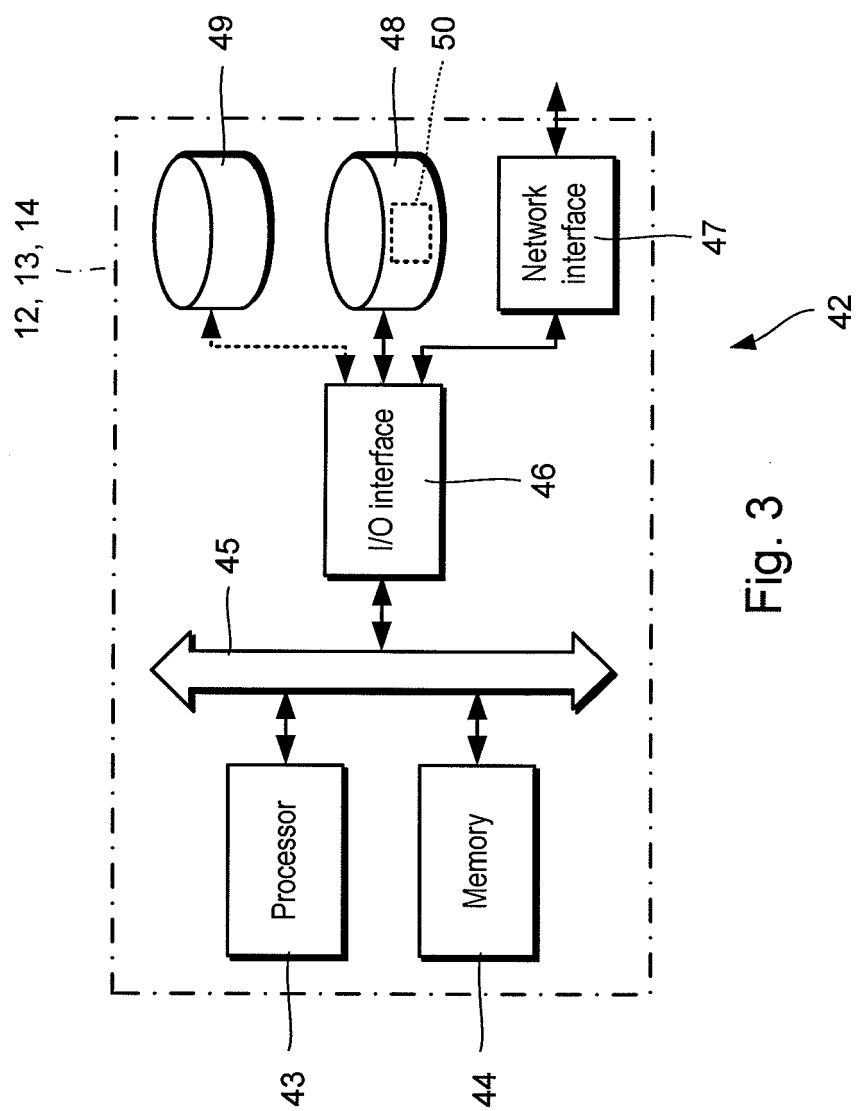 12, 13, 14
49
48
50
Network
interface
47
42
I/O interface
46
45
Processor
43
Memory
44
Fig. 3